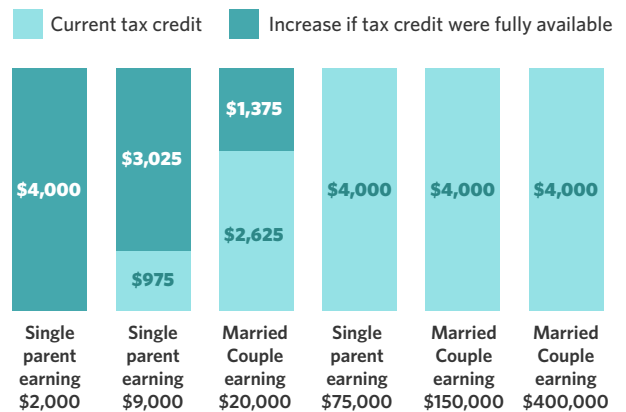 Current tax credit
Increase if tax credit were fully available
$4,000
$3,025
$975
$1,375
$2,625
$4,000
$4,000
$4,000
Single
parent
earning
$2,000
Single
parent
earning
$9,000
Married
Couple
earning
$20,000
Single
parent
earning
$75,000
Married
Couple
earning
$150,000
Married
Couple
earning
$400,000